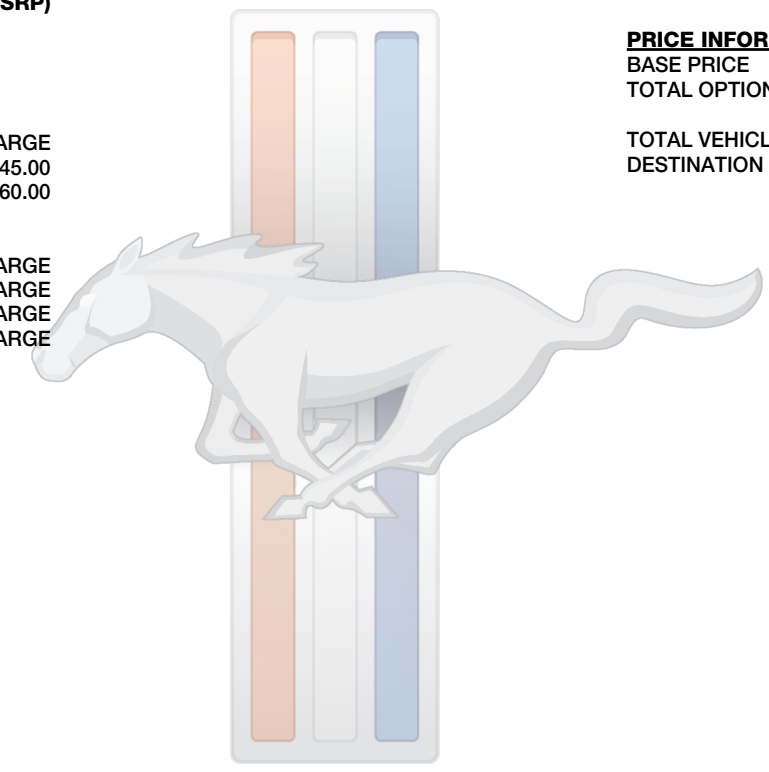 SRP)
ARGE
45.00
60.00
ARGE
ARGE
ARGE
ARGE
PRICE INFOR
BASE PRICE
TOTAL OPTION
TOTAL VEHICL
DESTINATION